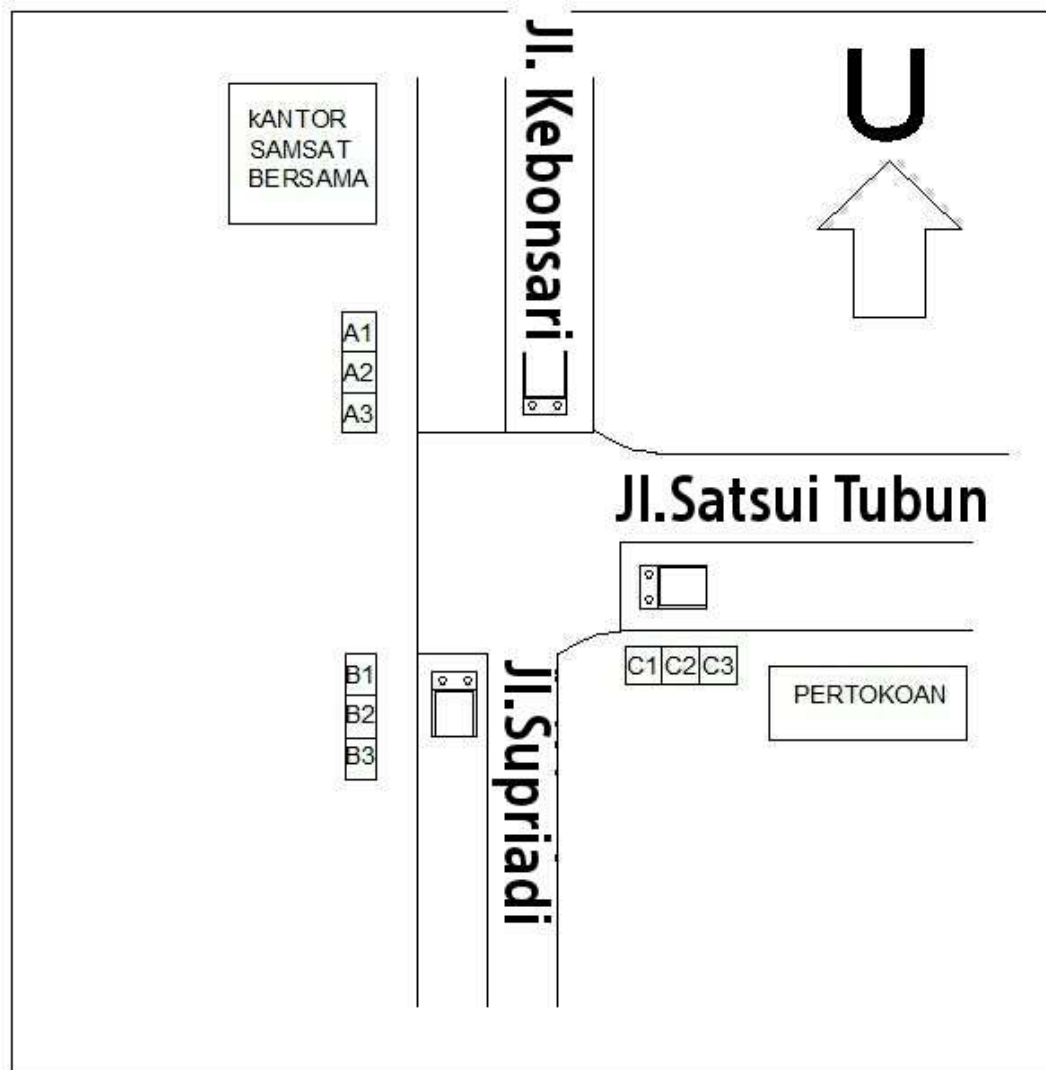 Jl. Kebonsari
U
kANTOR
SAMSAT
BERSAMA
A1
A2
A3
Jl.Satsui Tubun
B1
B2
B3
Jl.Supriadi
C1 C2 C3
PERTOKOAN